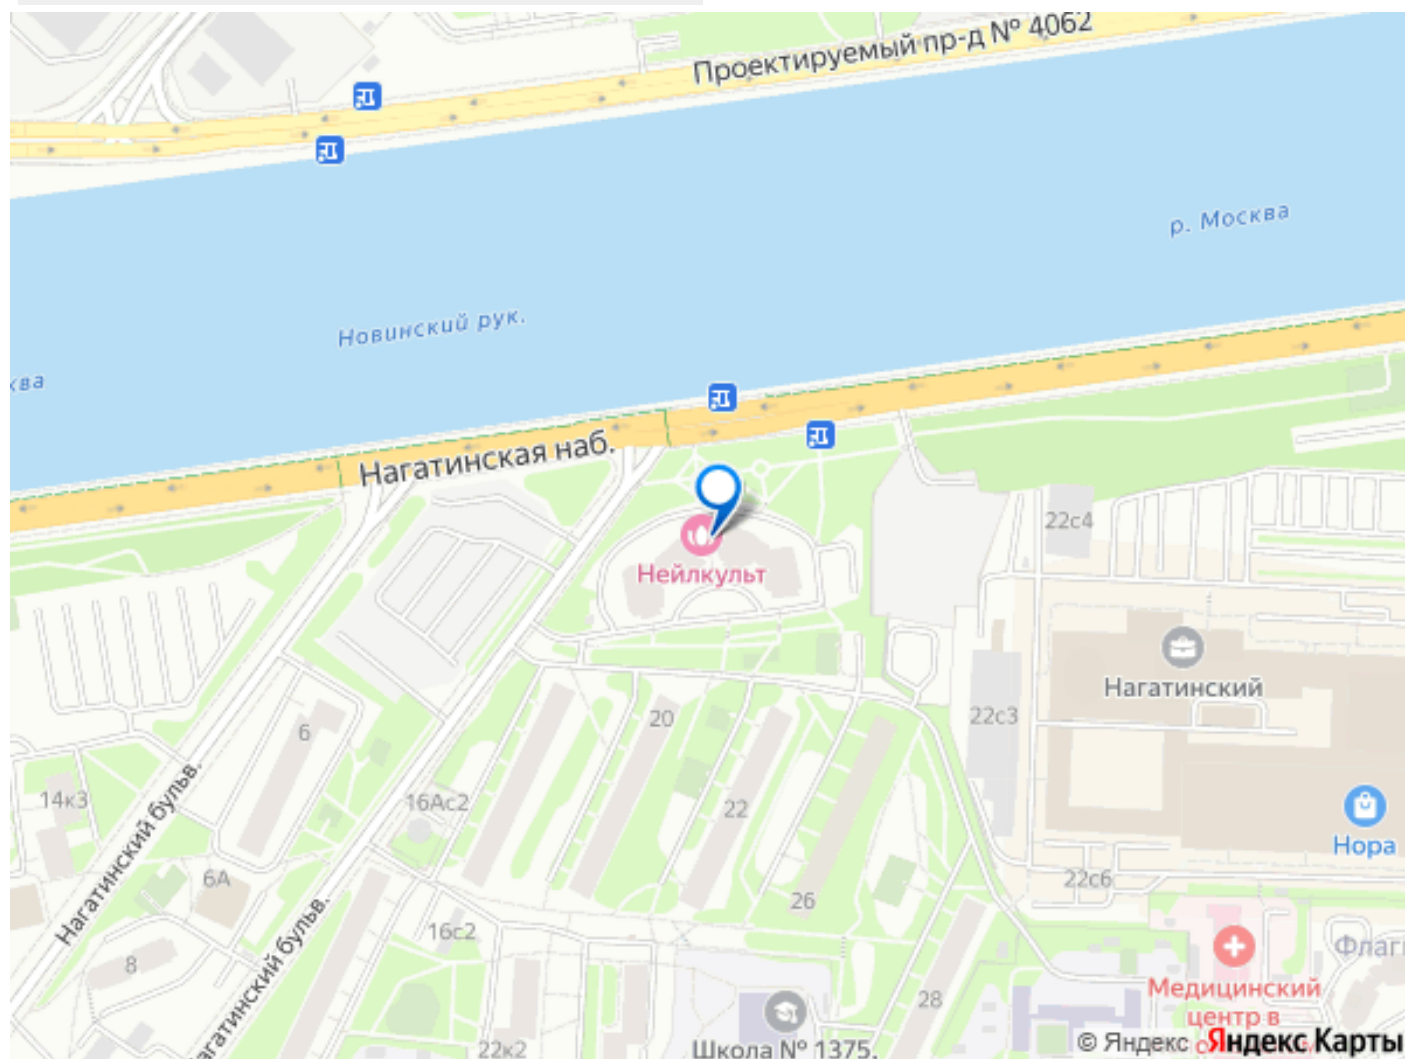 Проектируемый пр-д № 4062
р. Москва
Новинский рук.
ква
Нагатинская наб.
22с4
Нейлкульт
Нагатинский
22с3
20
6
14к3
16Ас2
22
Нора
Нагатинский бульв.
6А
22с6
26
16с2
8
Флаг
агатинский бульв.
Медицинский
центр в
28
22к2
Школа № 1375,
© Яндекс Яндекс Карты